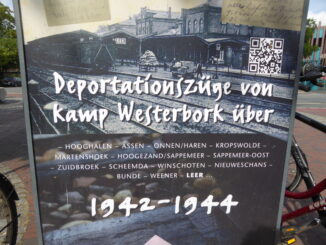 Deportationszüge von
Kamp Westerbork über
HOOGHALEN – ASSEN – ONNEN/HAREN – KROPSWOLDE –
MARTENSHOEK – HOOGEZAND/SAPPEMEER – SAPPEMEER-OOST
– ZUIDBROEK – SCHEEMDA – WINSCHOTEN – NIEUWESCHANS –
BUNDE – WEENER – LEER
1942-1944